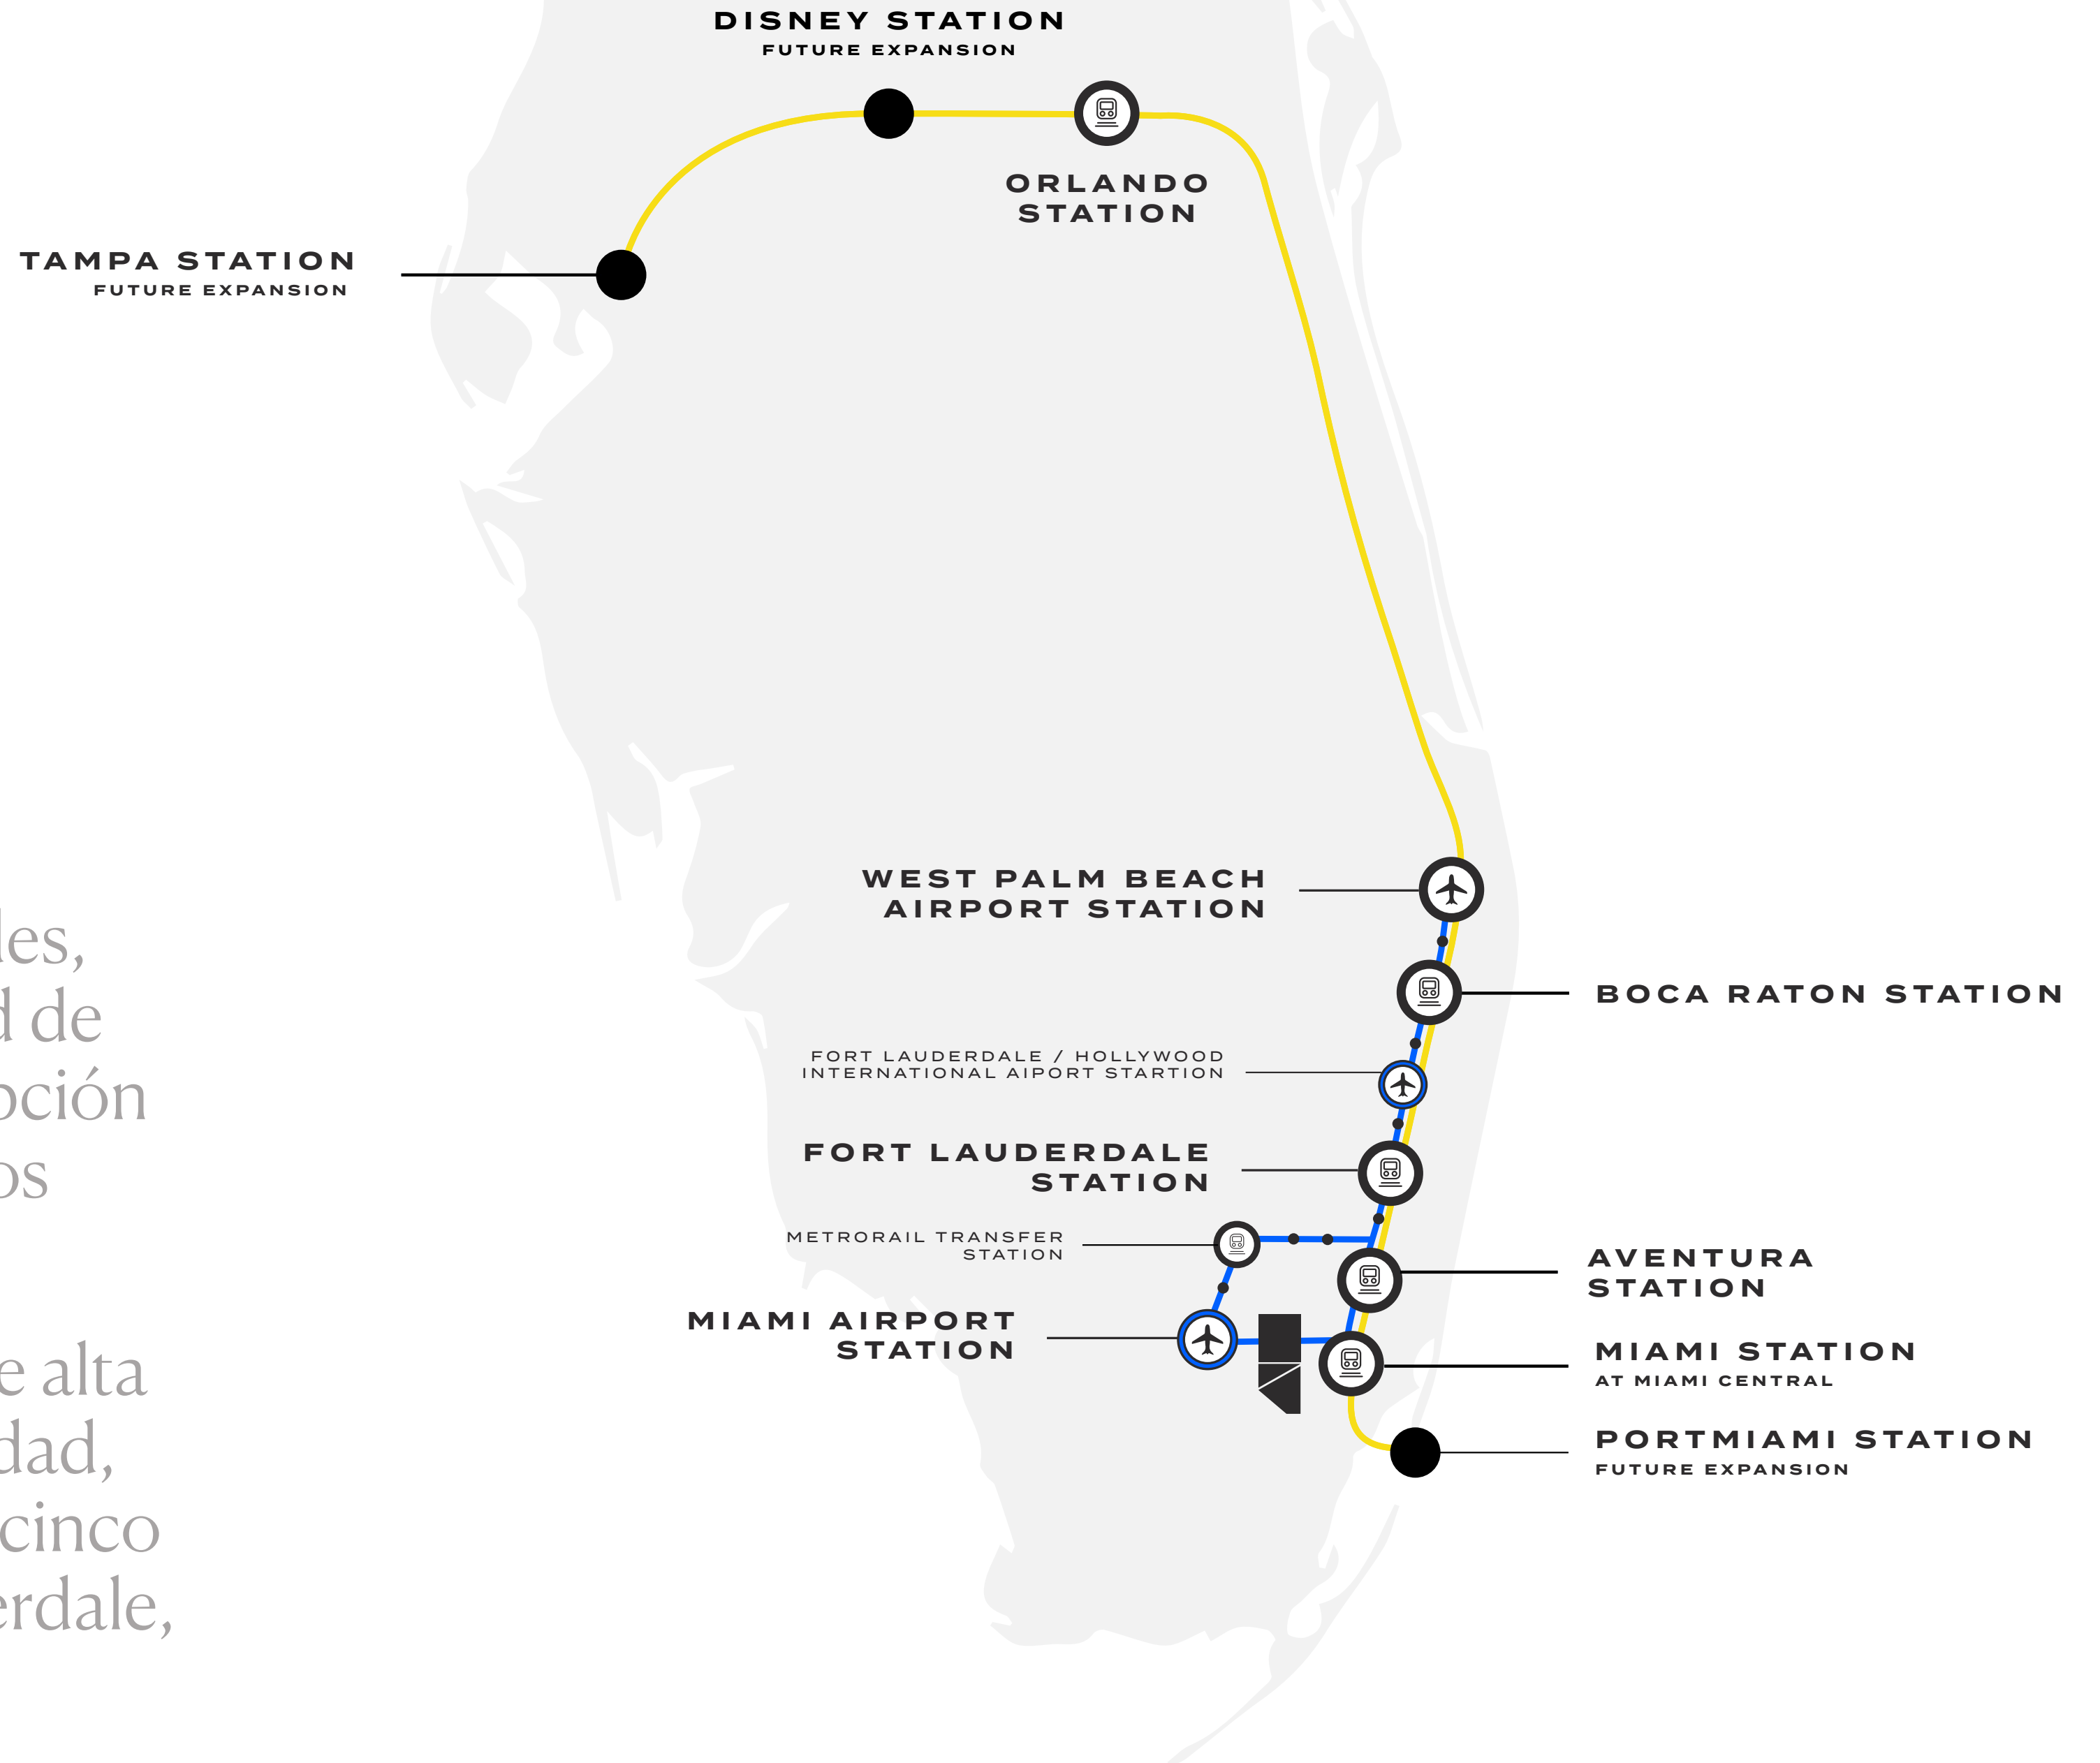 DISNEY STATION
FUTURE EXPANSION
ORLANDO
STATION
TAMPA STATION
FUTURE EXPANSION
WEST PALM BEACH
AIRPORT STATION
BOCA RATON STATION
FORT LAUDERDALE / HOLLYWOOD
INTERNATIONAL AIPORT STARTION
FORT LAUDERDALE
STATION
METRORAIL TRANSFER
STATION
AVENTURA
STATION
MIAMI AIRPORT
STATION
MIAMI STATION
AT MIAMI CENTRAL
PORTMIAMI STATION
FUTURE EXPANSION
les,
d de
pción
os
e alta
dad,
cinco
erdale,